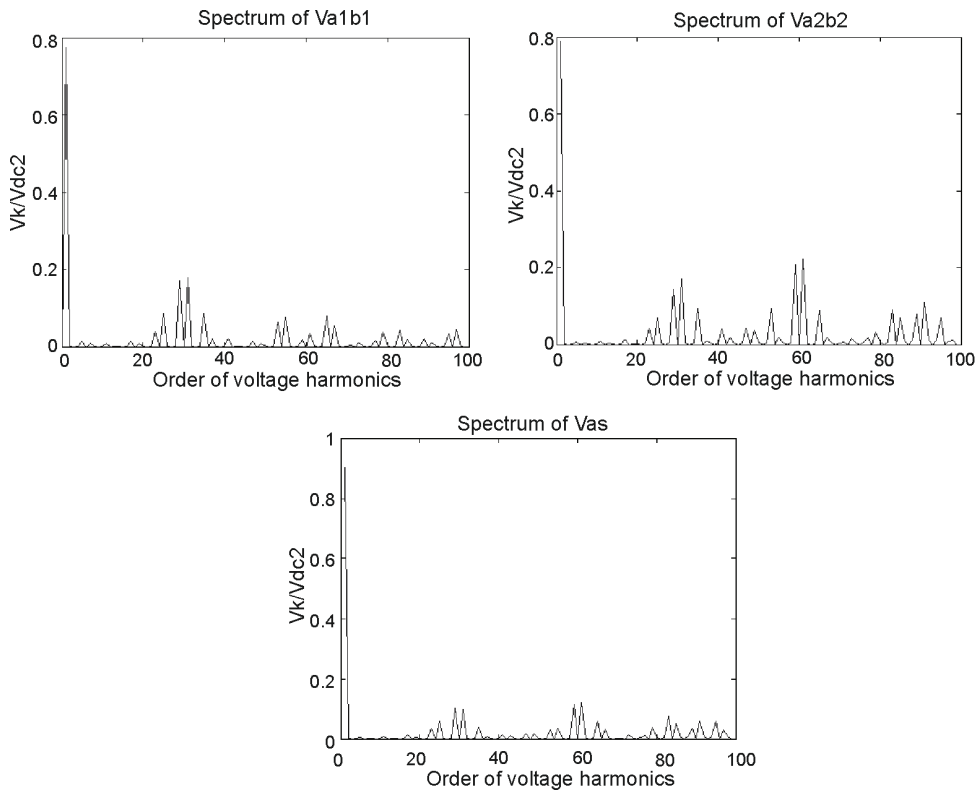 Spectrum of Va1b1
Vk/Vdc2
0.8
0.6
0.4
0.2
0
0 20 40 60 80 100
Order of voltage harmonics
Spectrum of Va2b2
Vk/Vdc2
0.8
0.6
0.4
0.2
0
0 20 40 60 80 100
Order of voltage harmonics
Spectrum of Vas
Vk/Vdc2
1
0.8
0.6
0.4
0.2
0
0 20 40 60 80 100
Order of voltage harmonics